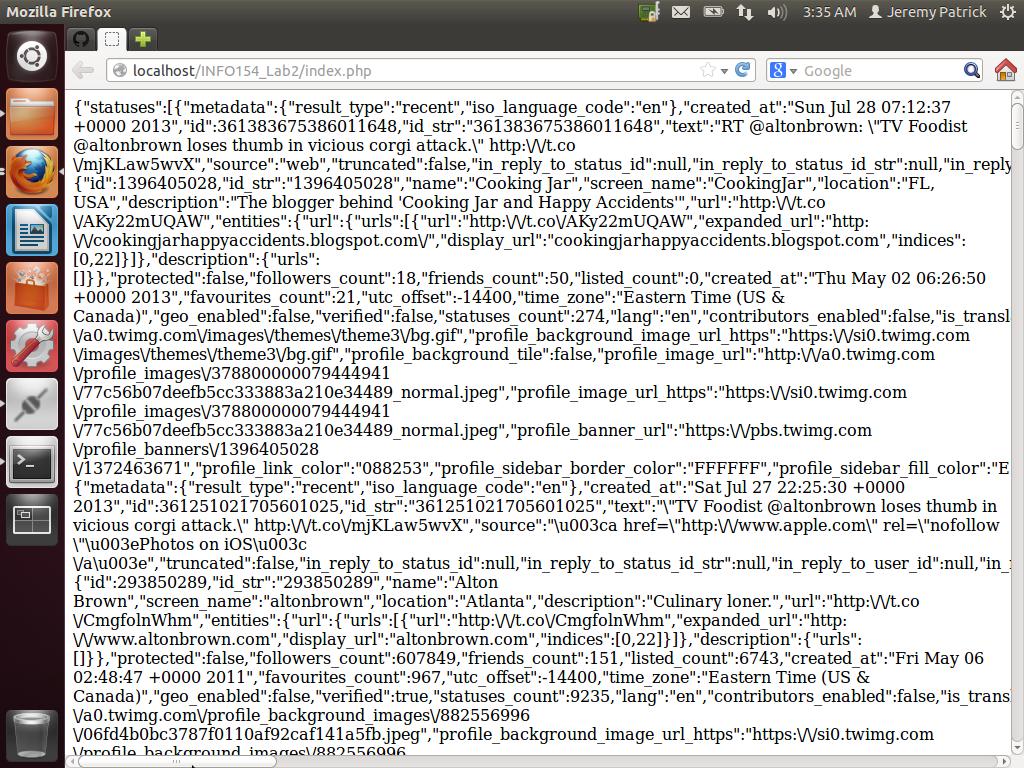 Mozilla Firefox
3:35 AM Jeremy Patrick
localhost/INFO154_Lab2/index.php
8 Google
{"statuses":[{"metadata":{"result_type":"recent","iso_language_code":"en"},"created_at":"Sun Jul 28 07:12:37
+0000 2013","id":361383675386011648,"id_str":"361383675386011648","text":"RT @altonbrown: \"TV Foodist
@altonbrown loses thumb in vicious corgi attack.\" http:\/\/t.co
\/mjKLaw5wvX","source":"web","truncated":false,"in_reply_to_status_id":null,"in_reply_to_status_id_str":null,"in_reply
{"id":1396405028,"id_str":"1396405028","name":"Cooking Jar","screen_name":"CookingJar","location":"FL,
USA","description":"The blogger behind 'Cooking Jar and Happy Accidents'","url":"http:\/\/t.co
\/AKy22mUQAW","entities":{"url":{"urls":[{"url":"http:\/\/t.co\/AKy22mUQAW","expanded_url":"http:
\/\/cookingjarhappyaccidents.blogspot.com\/","display_url":"cookingjarhappyaccidents.blogspot.com","indices":
[0,22]}]},"description":{"urls":
[]}},"protected":false,"followers_count":18,"friends_count":50,"listed_count":0,"created_at":"Thu May 02 06:26:50
+0000 2013","favourites_count":21,"utc_offset":-14400,"time_zone":"Eastern Time (US &
Canada)","geo_enabled":false,"verified":false,"statuses_count":274,"lang":"en","contributors_enabled":false,"is_transl
\/a0.twimg.com\/images\/themes\/theme3\/bg.gif","profile_background_image_url_https":"https:\/\/si0.twimg.com
\/images\/themes\/theme3\/bg.gif","profile_background_tile":false,"profile_image_url":"http:\/\/a0.twimg.com
\/profile_images\/378800000079444941
\/77c56b07deefb5cc333883a210e34489_normal.jpeg","profile_image_url_https":"https:\/\/si0.twimg.com
\/profile_images\/378800000079444941
\/77c56b07deefb5cc333883a210e34489_normal.jpeg","profile_banner_url":"https:\/\/pbs.twimg.com
\/profile_banners\/1396405028
\/1372463671","profile_link_color":"088253","profile_sidebar_border_color":"FFFFFF","profile_sidebar_fill_color":"E
{"metadata":{"result_type":"recent","iso_language_code":"en"},"created_at":"Sat Jul 27 22:25:30 +0000
2013","id":361251021705601025,"id_str":"361251021705601025","text":"\"TV Foodist @altonbrown loses thumb in
vicious corgi attack.\" http:\/\/t.co\/mjKLaw5wvX","source":"\u003ca href=\"http:\/\/www.apple.com\" rel=\"nofollow
\"\u003ePhotos on iOS\u003c
\/a\u003e","truncated":false,"in_reply_to_status_id":null,"in_reply_to_status_id_str":null,"in_reply_to_user_id":null,"in_r
{"id":293850289,"id_str":"293850289","name":"Alton
Brown","screen_name":"altonbrown","location":"Atlanta","description":"Culinary loner.","url":"http:\/\/t.co
\/CmgfolnWhm","entities":{"url":{"urls":[{"url":"http:\/\/t.co\/CmgfolnWhm","expanded_url":"http:
\/\/www.altonbrown.com","display_url":"altonbrown.com","indices":[0,22]}]},"description":{"urls":
[]}},"protected":false,"followers_count":607849,"friends_count":151,"listed_count":6743,"created_at":"Fri May 06
02:48:47 +0000 2011","favourites_count":967,"utc_offset":-14400,"time_zone":"Eastern Time (US &
Canada)","geo_enabled":false,"verified":true,"statuses_count":9235,"lang":"en","contributors_enabled":false,"is_transl
\/a0.twimg.com\/profile_background_images\/882556996
\/06fd4b0bc3787f0110af92caf141a5fb.jpeg","profile_background_image_url_https":"https:\/\/si0.twimg.com
\/profile_background_images\/882556996